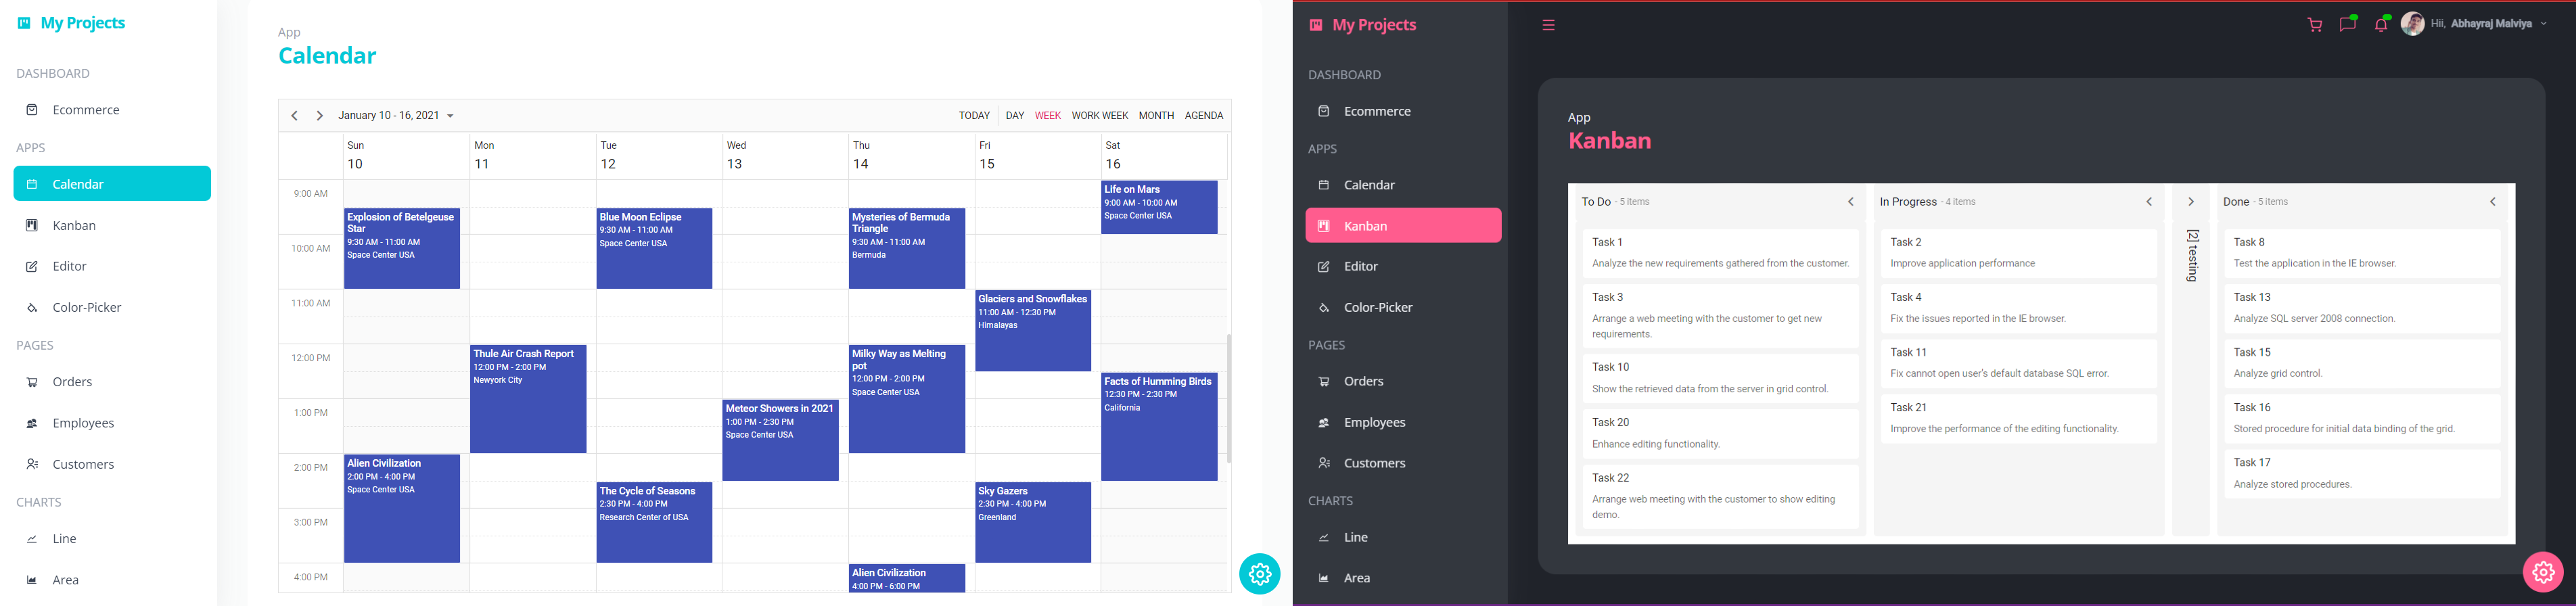 My Projects
DASHBOARD
Ecommerce
APPS
Calendar
Kanban
Editor
Color-Picker
PAGES
Orders
Employees
Customers
CHARTS
Line
Area
App
Calendar
January 10 - 16, 2021
TODAY DAY WEEK WORK WEEK MONTH AGENDA
Sun Mon Tue Wed Thu Fri Sat
10 11 12 13 14 15 16
9:00 AM
10:00 AM
11:00 AM
12:00 PM
1:00 PM
2:00 PM
3:00 PM
4:00 PM
Explosion of Betelgeuse
Star
9:30 AM - 11:00 AM
Space Center USA
Alien Civilization
2:00 PM - 4:00 PM
Space Center USA
Thule Air Crash Report
12:00 PM - 2:00 PM
Newyork City
Blue Moon Eclipse
9:30 AM - 11:00 AM
Space Center USA
The Cycle of Seasons
2:30 PM - 4:00 PM
Research Center of USA
Meteor Showers in 2021
1:00 PM - 2:30 PM
Space Center USA
Mysteries of Bermuda
Triangle
9:30 AM - 11:00 AM
Bermuda
Milky Way as Melting
pot
12:00 PM - 2:00 PM
Space Center USA
Alien Civilization
4:00 PM - 6:00 PM
Glaciers and Snowflakes
11:00 AM - 12:30 PM
Himalayas
Sky Gazers
2:30 PM - 4:00 PM
Greenland
Life on Mars
9:00 AM - 10:00 AM
Space Center USA
Facts of Humming Birds
12:30 PM - 2:30 PM
California
My Projects
DASHBOARD
Ecommerce
APPS
Calendar
Kanban
Editor
Color-Picker
PAGES
Orders
Employees
Customers
CHARTS
Line
Area
Hii, Abhayraj Malviya
App
Kanban
To Do - 5 items
Task 1
Analyze the new requirements gathered from the customer.
Task 3
Arrange a web meeting with the customer to get new
requirements.
Task 10
Show the retrieved data from the server in grid control.
Task 20
Enhance editing functionality.
Task 22
Arrange web meeting with the customer to show editing
demo.
In Progress - 4 items
Task 2
Improve application performance
Task 4
Fix the issues reported in the IE browser.
Task 11
Fix cannot open user's default database SQL error.
Task 21
Improve the performance of the editing functionality.
[2] testing
Done - 5 items
Task 8
Test the application in the IE browser.
Task 13
Analyze SQL server 2008 connection.
Task 15
Analyze grid control.
Task 16
Stored procedure for initial data binding of the grid.
Task 17
Analyze stored procedures.